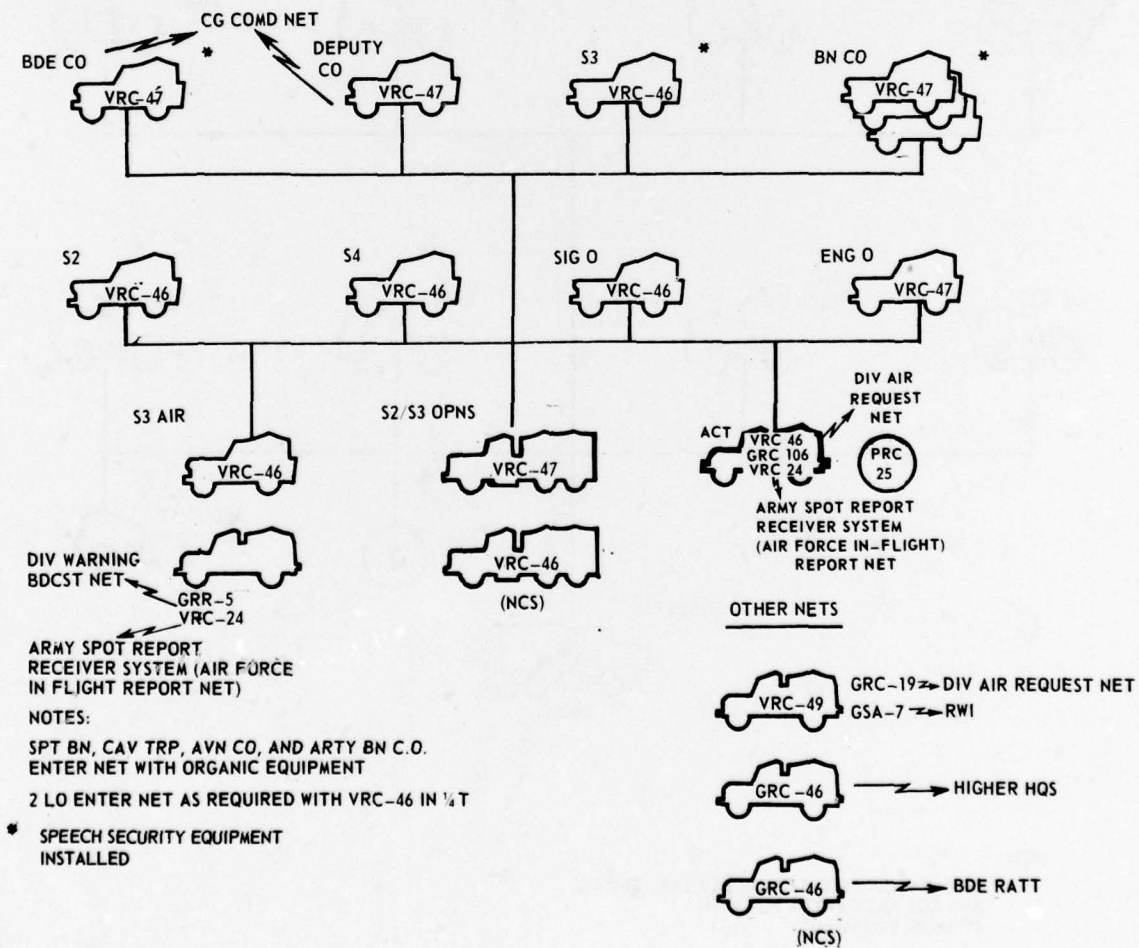 CG COMD NET
BDE CO
*
DEPUTY
CO
S3
*
BN CO
*
VRC-47
VRC-47
VRC-46
VRC-47
S2
S4
SIG O
ENG O
VRC-46
VRC-46
VRC-46
VRC-47
S3 AIR
S2/S3 OPNS
ACT
DIV AIR
REQUEST
NET
VRC-46
VRC-47
VRC 46
GRC 106
VRC 24
PRC
25
ARMY SPOT REPORT
RECEIVER SYSTEM
(AIR FORCE IN-FLIGHT)
REPORT NET
VRC-46
(NCS)
DIV WARNING
BDCST NET
GRR-5
VRC-24
ARMY SPOT REPORT
RECEIVER SYSTEM (AIR FORCE
IN FLIGHT REPORT NET)
NOTES:
SPT BN, CAV TRP, AVN CO, AND ARTY BN C.O.
ENTER NET WITH ORGANIC EQUIPMENT
2 LO ENTER NET AS REQUIRED WITH VRC-46 IN ¼ T
* SPEECH SECURITY EQUIPMENT
INSTALLED
OTHER NETS
VRC-49
GRC-19 DIV AIR REQUEST NET
GSA-7 RWI
GRC-46
HIGHER HQS
GRC-46
BDE RATT
(NCS)